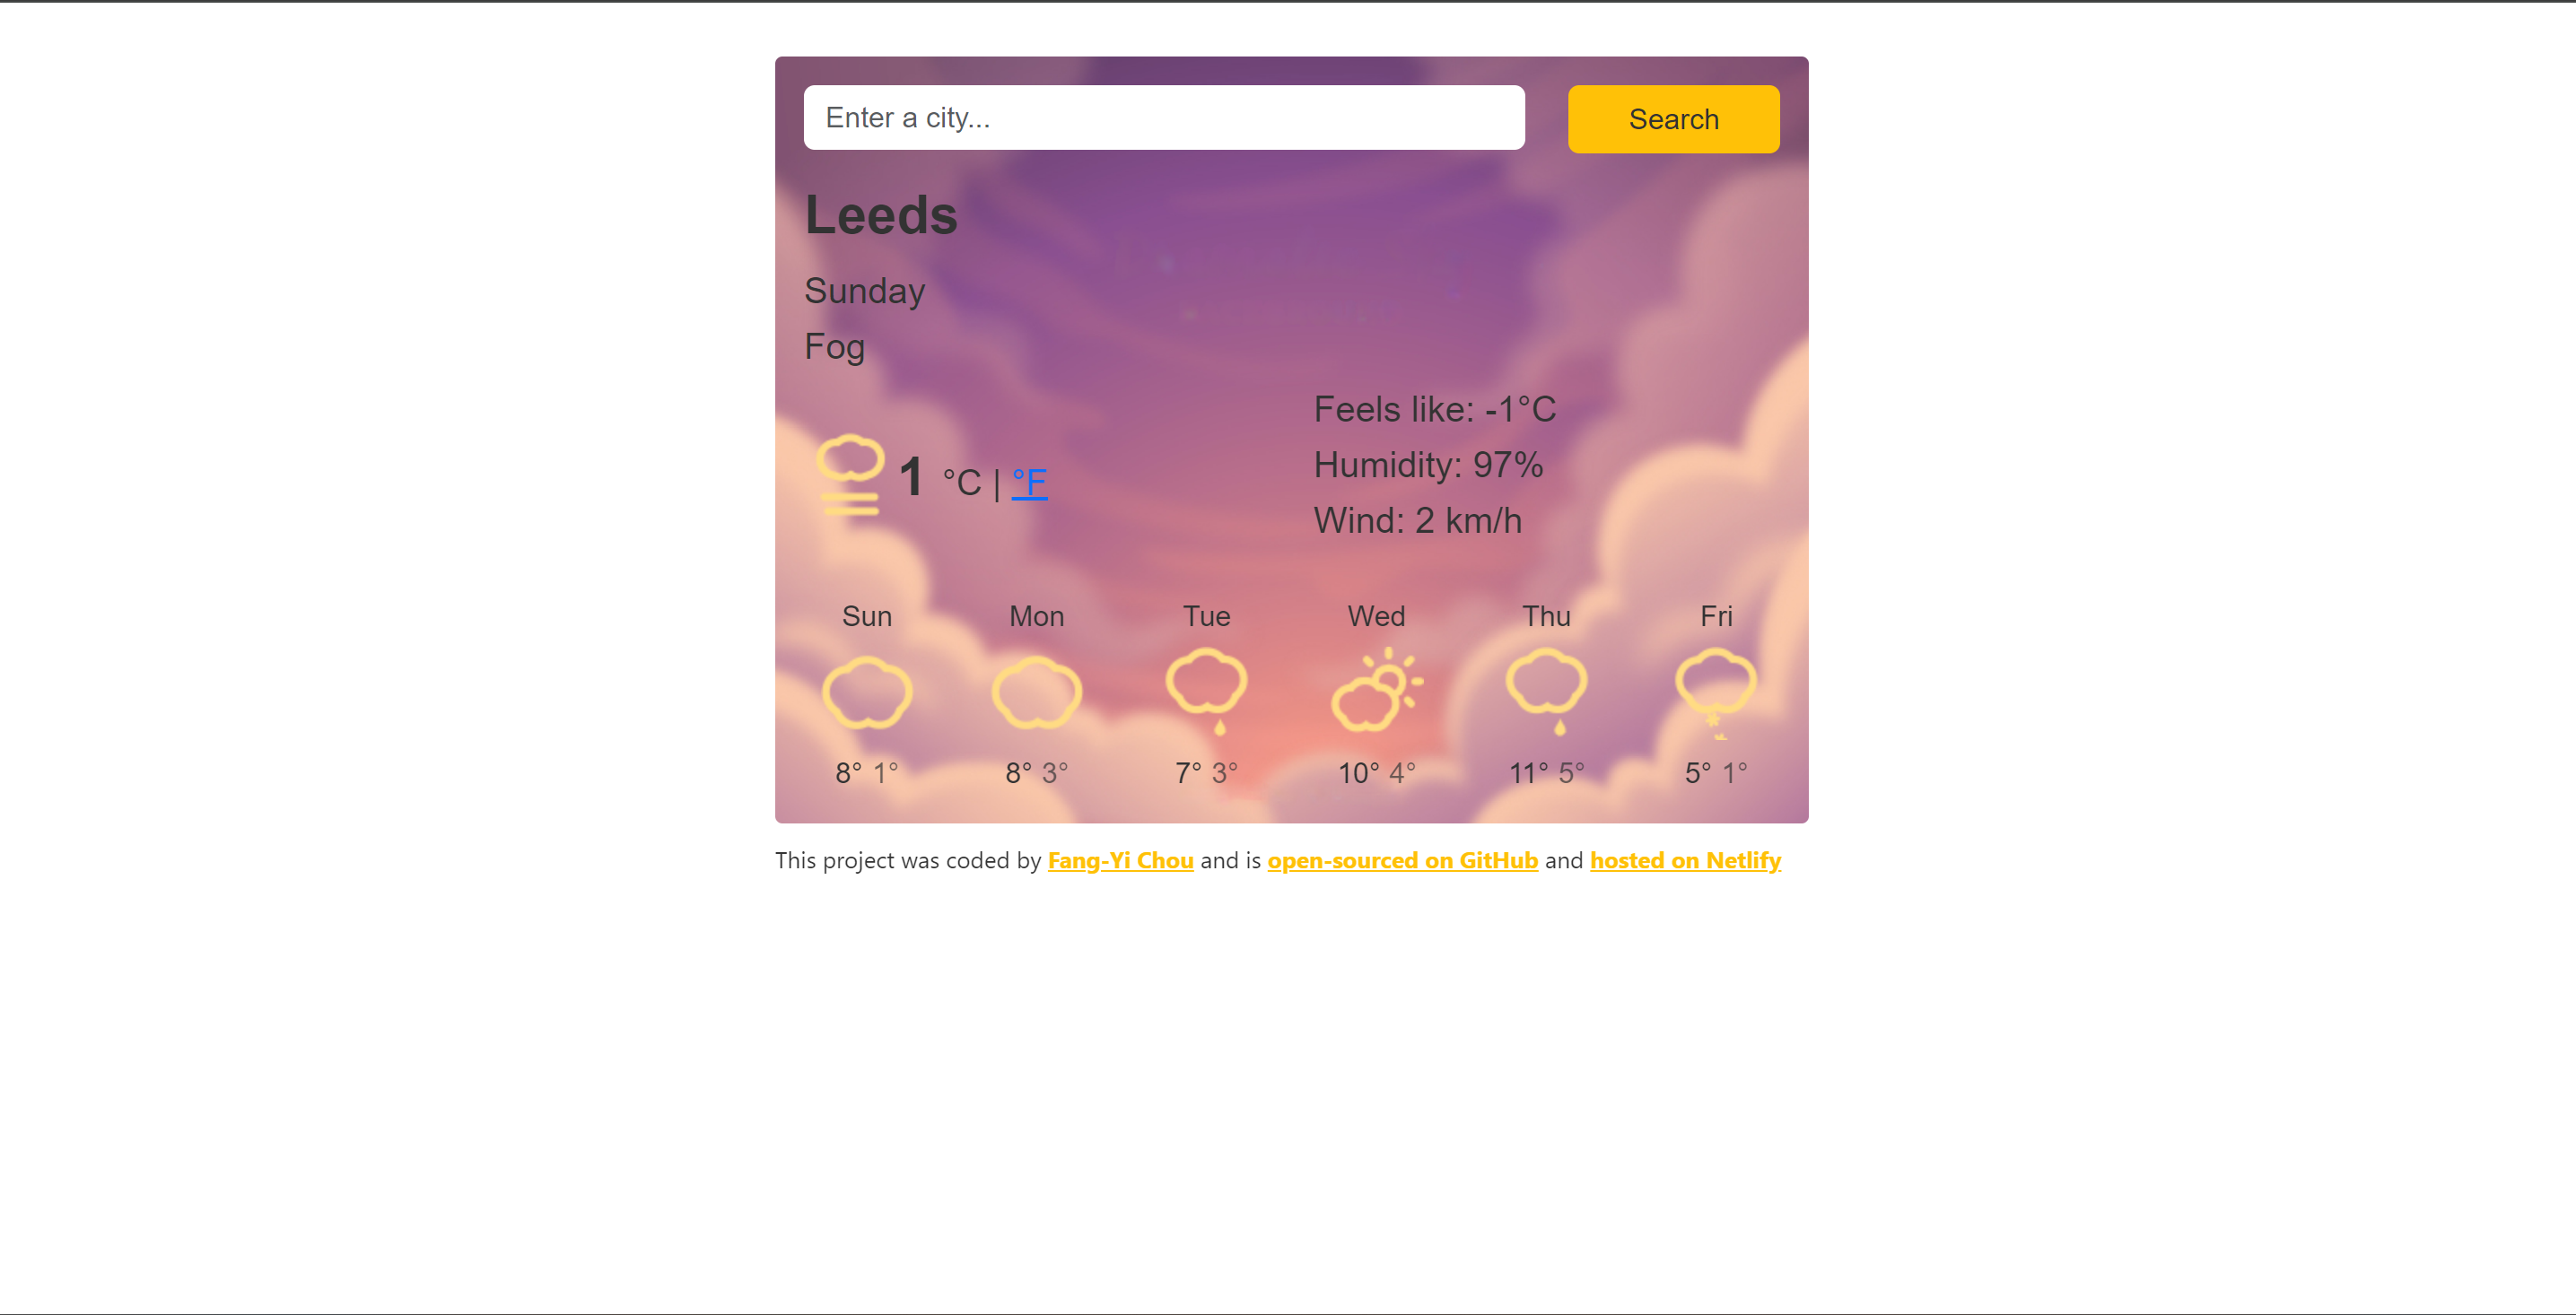 Enter a city...
Search
Leeds
Sunday
Fog
1 °C | °F
Feels like: -1°C
Humidity: 97%
Wind: 2 km/h
Sun Mon Tue Wed Thu Fri
8° 1° 8° 3° 7° 3° 10° 4° 11° 5° 5° 1°
This project was coded by Fang-Yi Chou and is open-sourced on GitHub and hosted on Netlify